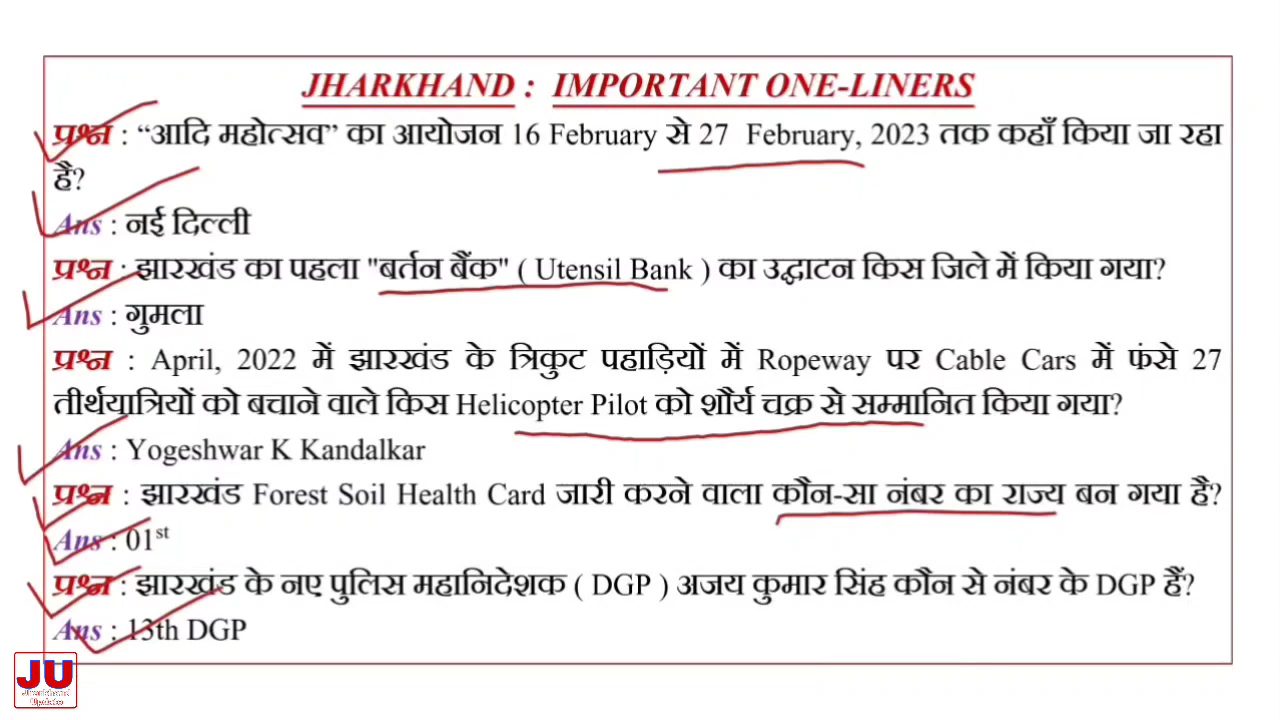 JHARKHAND : IMPORTANT ONE-LINERS
प्रश्न : “आदि महोत्सव” का आयोजन 16 February से 27 February, 2023 तक कहाँ किया जा रहा
है?
Ans : नई दिल्ली
प्रश्न : झारखंड का पहला "बर्तन बैंक" ( Utensil Bank ) का उद्घाटन किस जिले में किया गया?
Ans : गुमला
प्रश्न : April, 2022 में झारखंड के त्रिकुट पहाड़ियों में Ropeway पर Cable Cars में फंसे 27
तीर्थयात्रियों को बचाने वाले किस Helicopter Pilot को शौर्य चक्र से सम्मानित किया गया?
Ans : Yogeshwar K Kandalkar
प्रश्न : झारखंड Forest Soil Health Card जारी करने वाला कौन-सा नंबर का राज्य बन गया है?
Ans : 01st
प्रश्न : झारखंड के नए पुलिस महानिदेशक ( DGP ) अजय कुमार सिंह कौन से नंबर के DGP हैं?
Ans : 13th DGP
JU
Jharkhand
Update